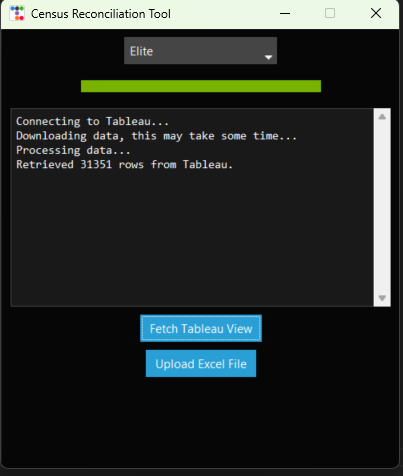 Census Reconciliation Tool
Elite
Connecting to Tableau...
Downloading data, this may take some time...
Processing data...
Retrieved 31351 rows from Tableau.
Fetch Tableau View
Upload Excel File